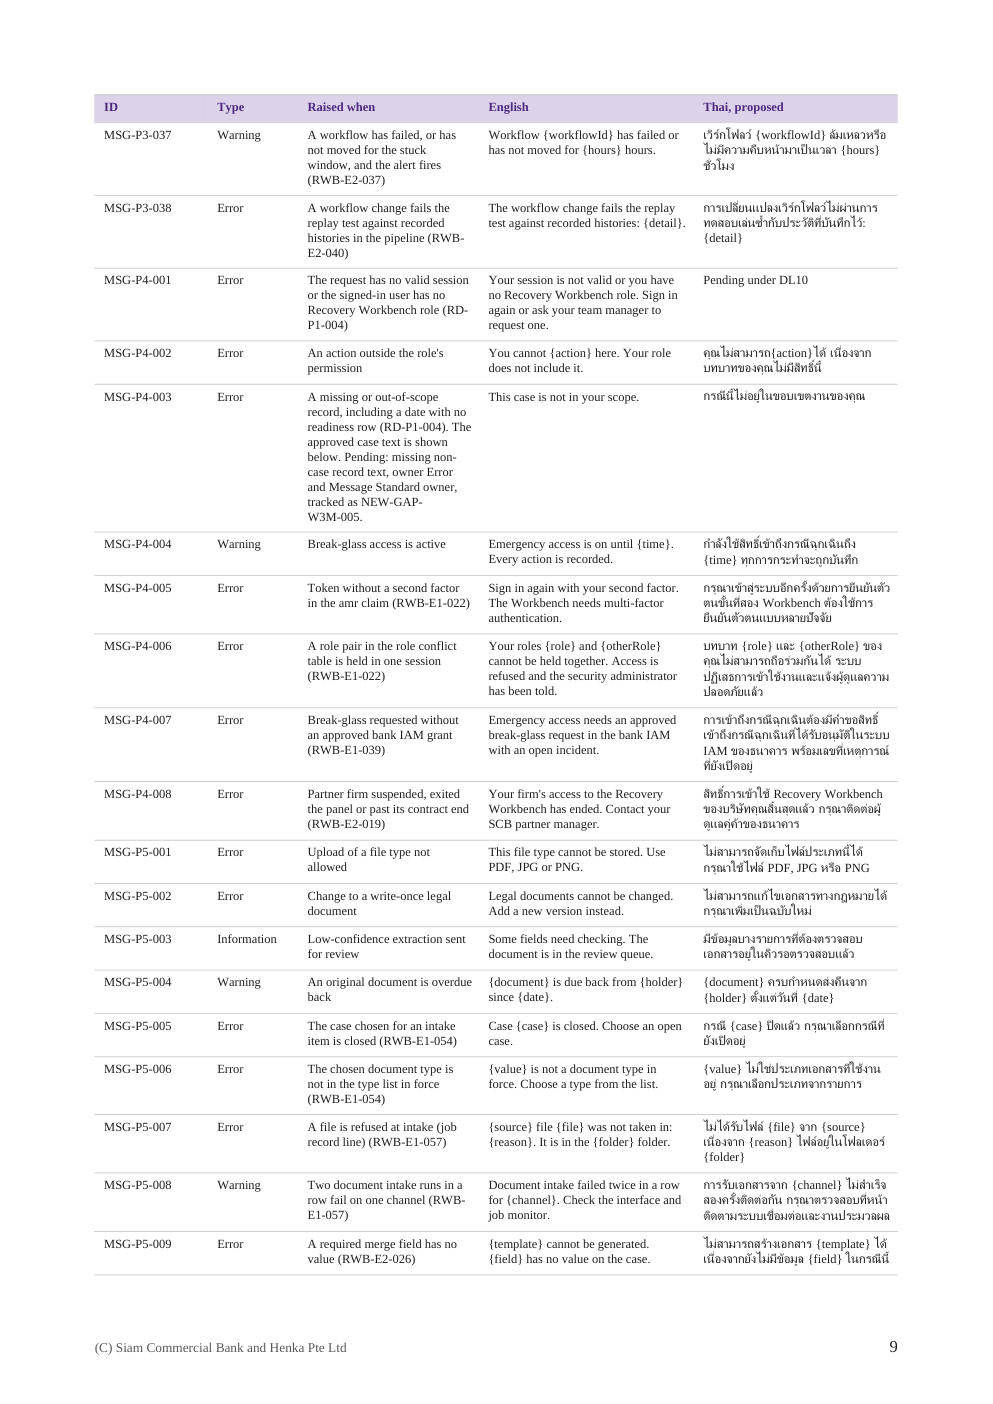 ID Type Raised when English Thai, proposed
MSG-P3-037 Warning A workflow has failed, or has Workflow {workflowId} has failed or เวิร์กโฟลว์ {workflowId} ล้มเหลวหรือ
not moved for the stuck has not moved for {hours} hours. ไม่มีความคืบหน้ามาเป็นเวลา {hours}
window, and the alert fires ชั่วโมง
(RWB-E2-037)
MSG-P3-038 Error A workflow change fails the The workflow change fails the replay การเปลี่ยนแปลงเวิร์กโฟลว์ไม่ผ่านการ
replay test against recorded test against recorded histories: {detail}. ทดสอบเล่นซ้ำกับประวัติที่บันทึกไว้:
histories in the pipeline (RWB- {detail}
E2-040)
MSG-P4-001 Error The request has no valid session Your session is not valid or you have Pending under DL10
or the signed-in user has no no Recovery Workbench role. Sign in
Recovery Workbench role (RD- again or ask your team manager to
P1-004) request one.
MSG-P4-002 Error An action outside the role's You cannot {action} here. Your role คุณไม่สามารถ{action}ได้ เนื่องจาก
permission does not include it. บทบาทของคุณไม่มีสิทธิ์นี้
MSG-P4-003 Error A missing or out-of-scope This case is not in your scope. กรณีนี้ไม่อยู่ในขอบเขตงานของคุณ
record, including a date with no
readiness row (RD-P1-004). The
approved case text is shown
below. Pending: missing non-
case record text, owner Error
and Message Standard owner,
tracked as NEW-GAP-
W3M-005.
MSG-P4-004 Warning Break-glass access is active Emergency access is on until {time}. กำลังใช้สิทธิ์เข้าถึงกรณีฉุกเฉินถึง
Every action is recorded. {time} ทุกการกระทำจะถูกบันทึก
MSG-P4-005 Error Token without a second factor Sign in again with your second factor. กรุณาเข้าสู่ระบบอีกครั้งด้วยการยืนยันตัว
in the amr claim (RWB-E1-022) The Workbench needs multi-factor ตนขั้นที่สอง Workbench ต้องใช้การ
authentication. ยืนยันตัวตนแบบหลายปัจจัย
MSG-P4-006 Error A role pair in the role conflict Your roles {role} and {otherRole} บทบาท {role} และ {otherRole} ของ
table is held in one session cannot be held together. Access is คุณไม่สามารถถือร่วมกันได้ ระบบ
(RWB-E1-022) refused and the security administrator ปฏิเสธการเข้าใช้งานและแจ้งผู้ดูแลความ
has been told. ปลอดภัยแล้ว
MSG-P4-007 Error Break-glass requested without Emergency access needs an approved การเข้าถึงกรณีฉุกเฉินต้องมีคำขอสิทธิ์
an approved bank IAM grant break-glass request in the bank IAM เข้าถึงกรณีฉุกเฉินที่ได้รับอนุมัติในระบบ
(RWB-E1-039) with an open incident. IAM ของธนาคาร พร้อมเลขที่เหตุการณ์
ที่ยังเปิดอยู่
MSG-P4-008 Error Partner firm suspended, exited Your firm's access to the Recovery สิทธิ์การเข้าใช้ Recovery Workbench
the panel or past its contract end Workbench has ended. Contact your ของบริษัทคุณสิ้นสุดแล้ว กรุณาติดต่อผู้
(RWB-E2-019) SCB partner manager. ดูแลคู่ค้าของธนาคาร
MSG-P5-001 Error Upload of a file type not This file type cannot be stored. Use ไม่สามารถจัดเก็บไฟล์ประเภทนี้ได้
allowed PDF, JPG or PNG. กรุณาใช้ไฟล์ PDF, JPG หรือ PNG
MSG-P5-002 Error Change to a write-once legal Legal documents cannot be changed. ไม่สามารถแก้ไขเอกสารทางกฎหมายได้
document Add a new version instead. กรุณาเพิ่มเป็นฉบับใหม่
MSG-P5-003 Information Low-confidence extraction sent Some fields need checking. The มีข้อมูลบางรายการที่ต้องตรวจสอบ
for review document is in the review queue. เอกสารอยู่ในคิวรอตรวจสอบแล้ว
MSG-P5-004 Warning An original document is overdue {document} is due back from {holder} {document} ครบกำหนดส่งคืนจาก
back since {date}. {holder} ตั้งแต่วันที่ {date}
MSG-P5-005 Error The case chosen for an intake Case {case} is closed. Choose an open กรณี {case} ปิดแล้ว กรุณาเลือกกรณีที่
item is closed (RWB-E1-054) case. ยังเปิดอยู่
MSG-P5-006 Error The chosen document type is {value} is not a document type in {value} ไม่ใช่ประเภทเอกสารที่ใช้งาน
not in the type list in force force. Choose a type from the list. อยู่ กรุณาเลือกประเภทจากรายการ
(RWB-E1-054)
MSG-P5-007 Error A file is refused at intake (job {source} file {file} was not taken in: ไม่ได้รับไฟล์ {file} จาก {source}
record line) (RWB-E1-057) {reason}. It is in the {folder} folder. เนื่องจาก {reason} ไฟล์อยู่ในโฟลเดอร์
{folder}
MSG-P5-008 Warning Two document intake runs in a Document intake failed twice in a row การรับเอกสารจาก {channel} ไม่สำเร็จ
row fail on one channel (RWB- for {channel}. Check the interface and สองครั้งติดต่อกัน กรุณาตรวจสอบที่หน้า
E1-057) job monitor. ติดตามระบบเชื่อมต่อและงานประมวลผล
MSG-P5-009 Error A required merge field has no {template} cannot be generated. ไม่สามารถสร้างเอกสาร {template} ได้
value (RWB-E2-026) {field} has no value on the case. เนื่องจากยังไม่มีข้อมูล {field} ในกรณีนี้
(C) Siam Commercial Bank and Henka Pte Ltd 9